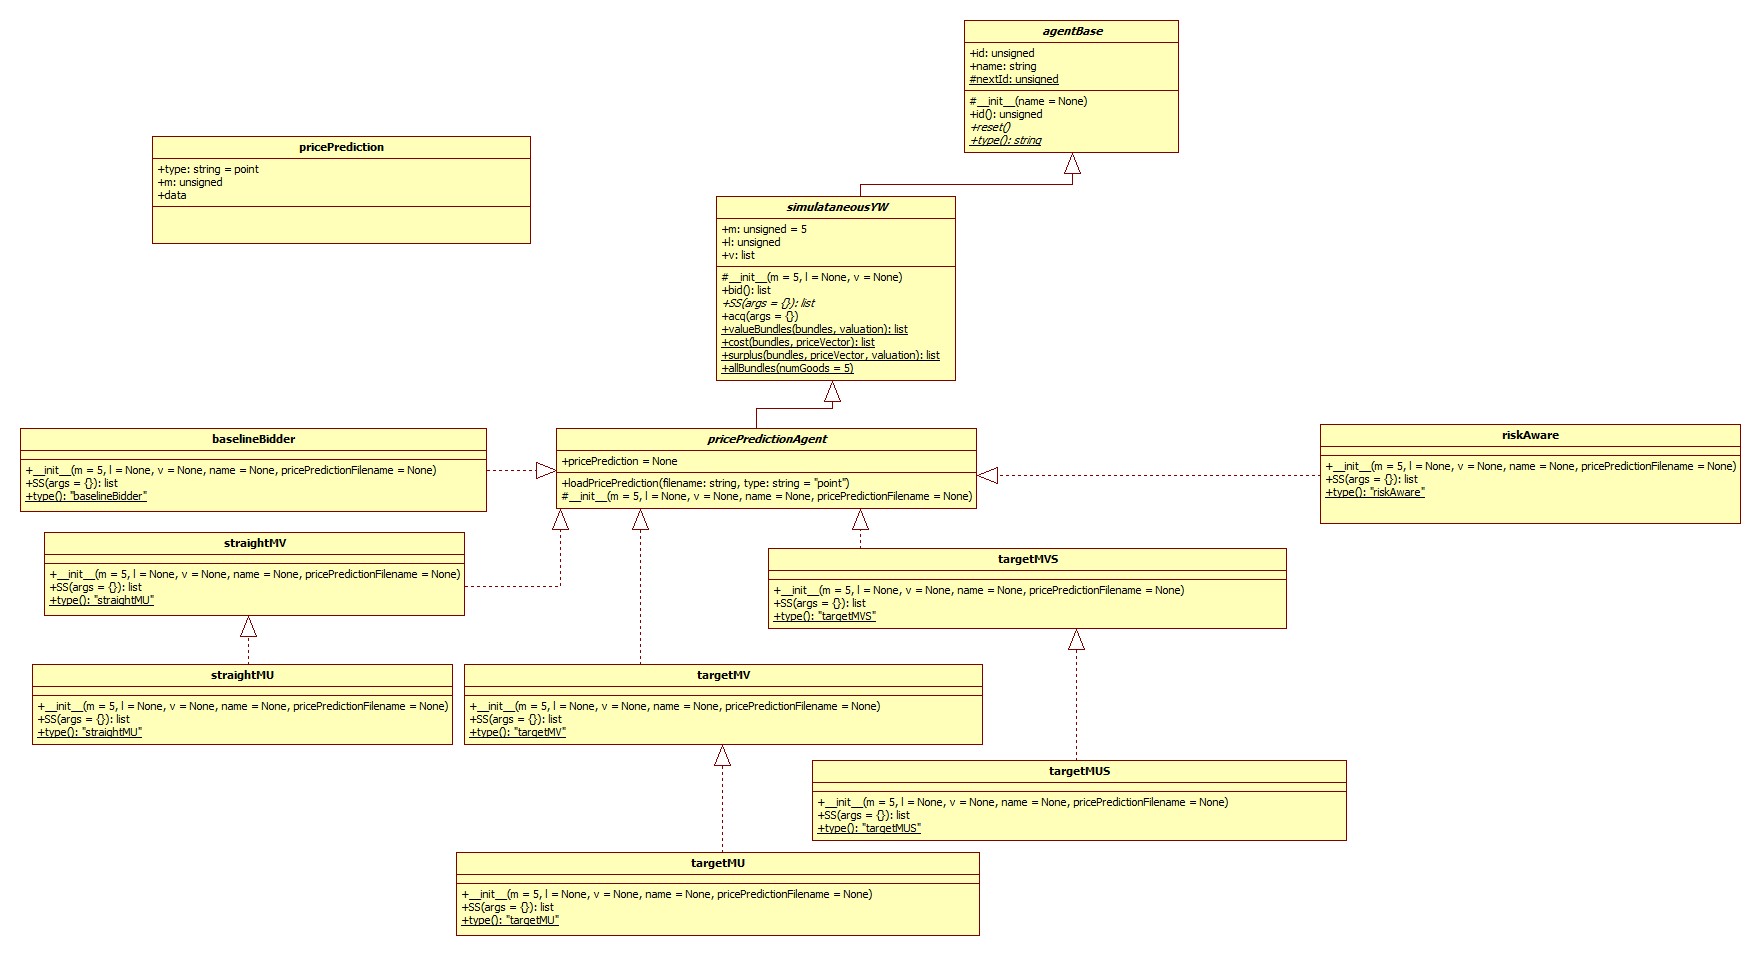 agentBase
+id: unsigned
+name: string
#nextId: unsigned
#__init__(name = None)
+id(): unsigned
+reset()
+type(): string
pricePrediction
+type: string = point
+m: unsigned
+data
simulataneousYW
+m: unsigned = 5
+l: unsigned
+v: list
#__init__(m = 5, l = None, v = None)
+bid(): list
+SS(args = {}): list
+acq(args = {})
+valueBundles(bundles, valuation): list
+cost(bundles, priceVector): list
+surplus(bundles, priceVector, valuation): list
+allBundles(numGoods = 5)
baselineBidder
+__init__(m = 5, l = None, v = None, name = None, pricePredictionFilename = None)
+SS(args = {}): list
+type(): "baselineBidder"
pricePredictionAgent
+pricePrediction = None
+loadPricePrediction(filename: string, type: string = "point")
#__init__(m = 5, l = None, v = None, name = None, pricePredictionFilename = None)
riskAware
+__init__(m = 5, l = None, v = None, name = None, pricePredictionFilename = None)
+SS(args = {}): list
+type(): "riskAware"
straightMV
+__init__(m = 5, l = None, v = None, name = None, pricePredictionFilename = None)
+SS(args = {}): list
+type(): "straightMU"
targetMVS
+__init__(m = 5, l = None, v = None, name = None, pricePredictionFilename = None)
+SS(args = {}): list
+type(): "targetMVS"
straightMU
+__init__(m = 5, l = None, v = None, name = None, pricePredictionFilename = None)
+SS(args = {}): list
+type(): "straightMU"
targetMV
+__init__(m = 5, l = None, v = None, name = None, pricePredictionFilename = None)
+SS(args = {}): list
+type(): "targetMV"
targetMUS
+__init__(m = 5, l = None, v = None, name = None, pricePredictionFilename = None)
+SS(args = {}): list
+type(): "targetMUS"
targetMU
+__init__(m = 5, l = None, v = None, name = None, pricePredictionFilename = None)
+SS(args = {}): list
+type(): "targetMU"